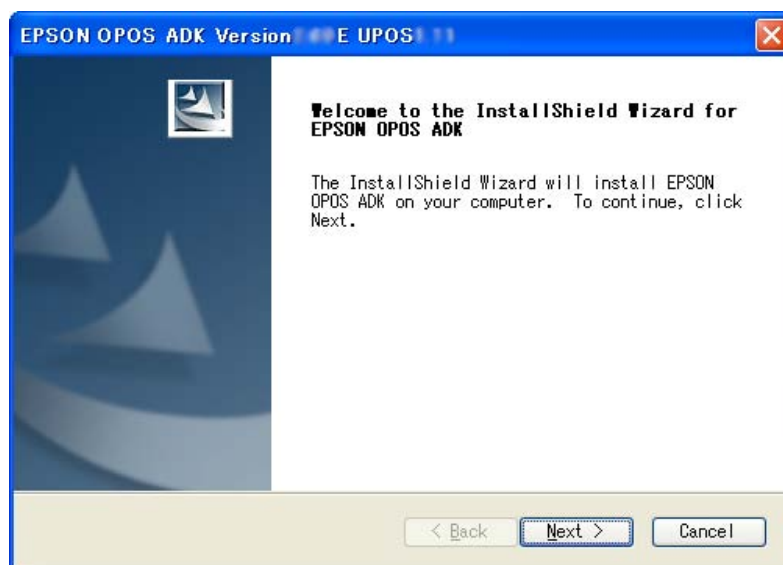 EPSON OPOS ADK Version E UPOS
Welcome to the InstallShield Wizard for
EPSON OPOS ADK
The InstallShield Wizard will install EPSON
OPOS ADK on your computer. To continue, click
Next.
< Back
Next >
Cancel